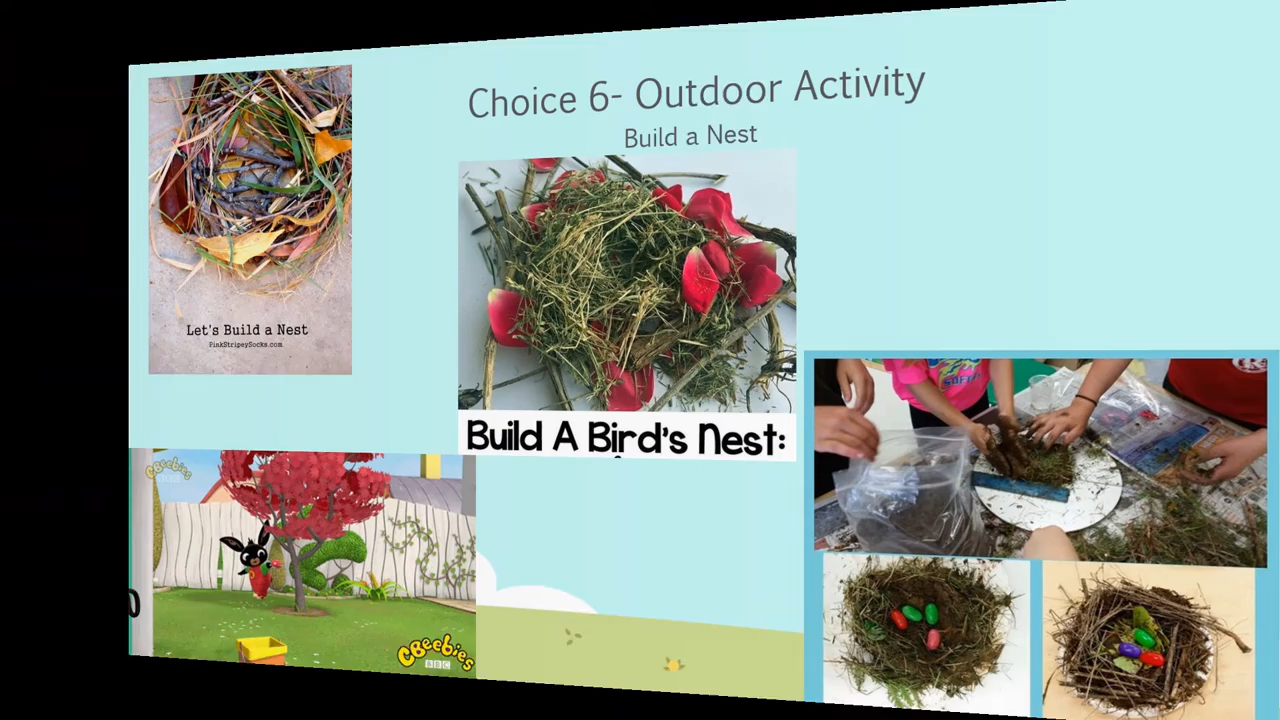 Choice 6- Outdoor Activity
Build a Nest
Let's Build a Nest
PinkStripeySocks.com
Build A Bird's Nest:
CBeebies
CBeebies
BBC